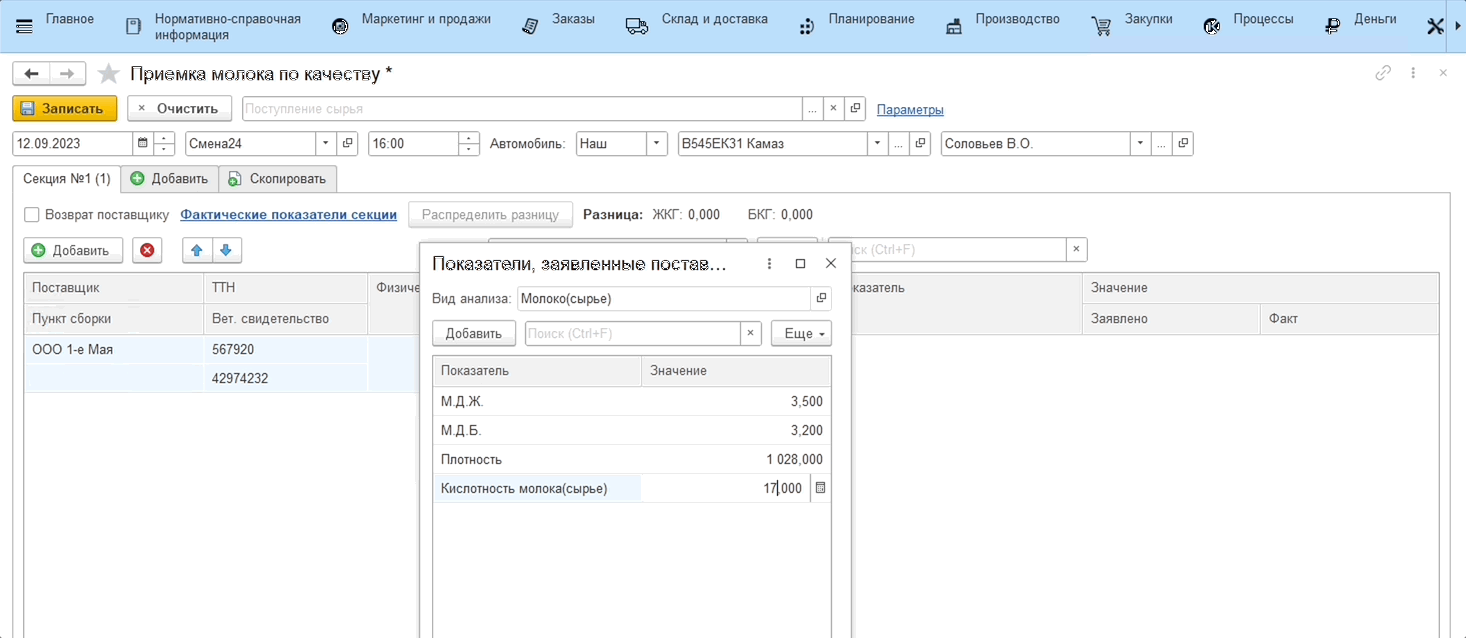 Главное
Нормативно-справочная
информация
Маркетинг и продажи
Заказы
Склад и доставка
Планирование
Производство
Закупки
Процессы
Деньги
Приемка молока по качеству *
Записать × Очистить Поступление сырья ... × Параметры
12.09.2023 Смена24 16:00 Автомобиль: Наш В545ЕК31 Камаз ... Соловьев В.О. ...
Секция №1 (1) Добавить Скопировать
Возврат поставщику Фактические показатели секции Распределить разницу Разница: ЖКГ: 0,000 БКГ: 0,000
Добавить (Ctrl+F) ×
Поставщик ТТН Значение
Пункт сборки Вет. свидетельство Заявлено Факт
ООО 1-е Мая 567920
42974232
Показатели, заявленные постав...
Вид анализа: Молоко(сырье)
Добавить Поиск (Ctrl+F) × Еще
Показатель Значение
М.Д.Ж. 3,500
М.Д.Б. 3,200
Плотность 1 028,000
Кислотность молока(сырье) 17,000